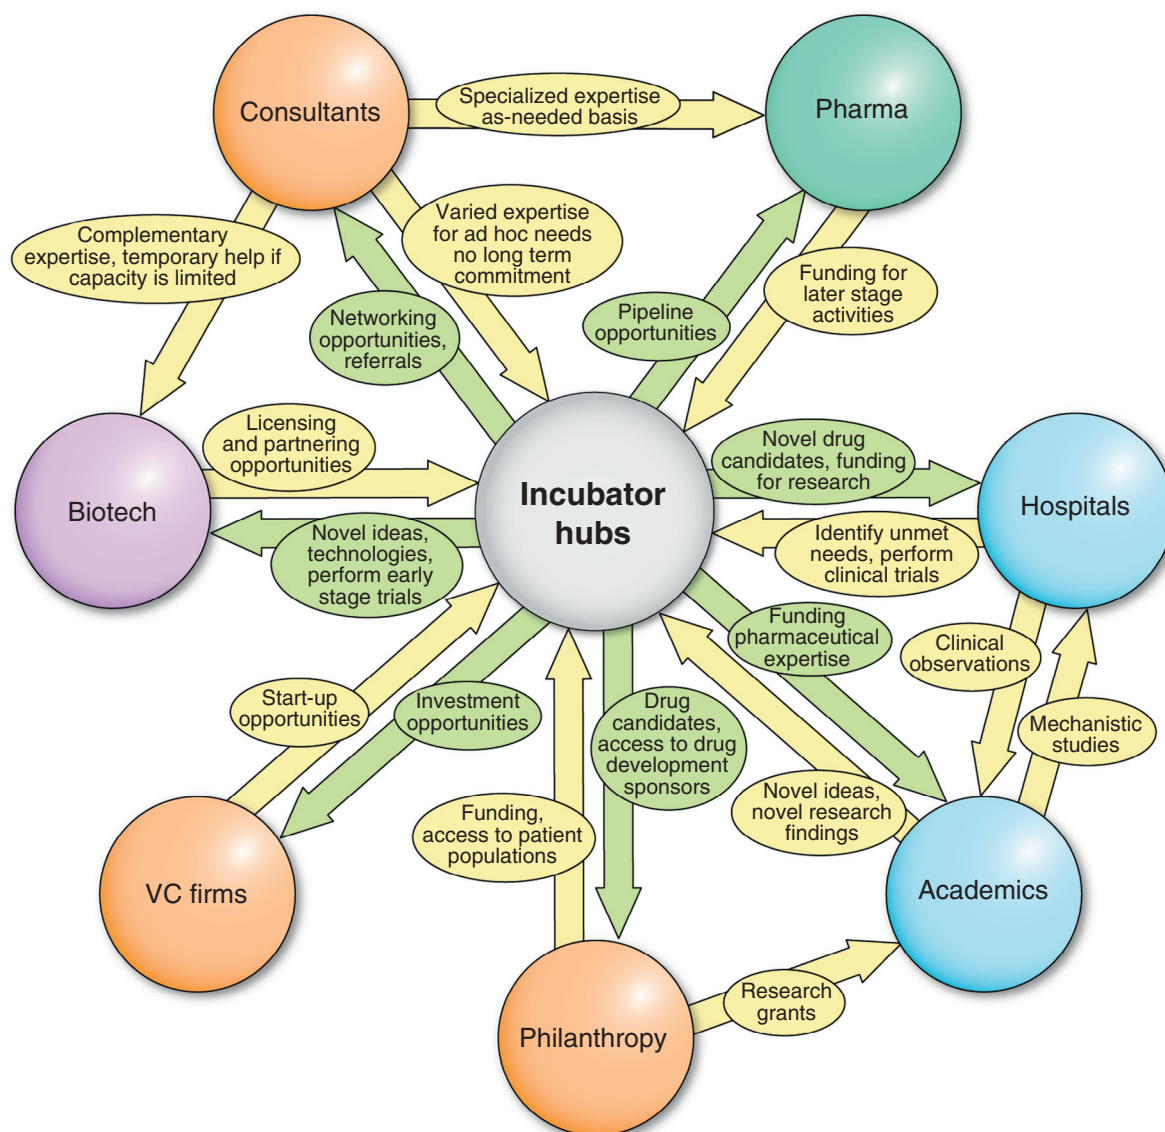 Consultants
Specialized expertise
as-needed basis
Pharma
Complementary
expertise, temporary help if
capacity is limited
Varied expertise
for ad hoc needs
no long term
commitment
Funding for
later stage
activities
Networking
opportunities,
referrals
Pipeline
opportunities
Licensing
and partnering
opportunities
Novel drug
candidates, funding
for research
Biotech
Incubator
hubs
Hospitals
Novel ideas,
technologies,
perform early
stage trials
Identify unmet
needs, perform
clinical trials
Funding
pharmaceutical
expertise
Clinical
observations
Start-up
opportunities
Investment
opportunities
Drug
candidates,
access to drug
development
sponsors
Mechanistic
studies
Funding,
access to patient
populations
Novel ideas,
novel research
findings
VC firms
Academics
Research
grants
Philanthropy